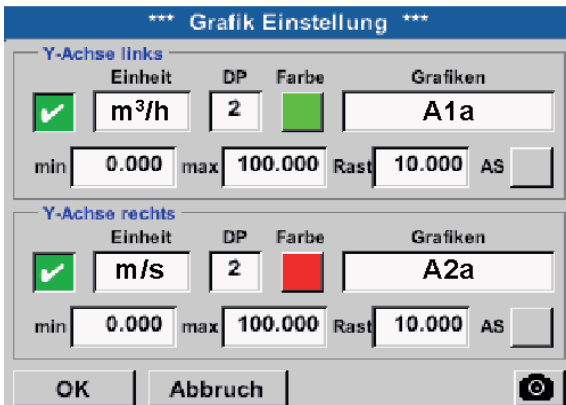 *** Grafik Einstellung ***
Y-Achse links
Einheit DP Farbe Grafiken
m³/h 2 A1a
min 0.000 max 100.000 Rast 10.000 AS
Y-Achse rechts
Einheit DP Farbe Grafiken
m/s 2 A2a
min 0.000 max 100.000 Rast 10.000 AS
OK Abbruch